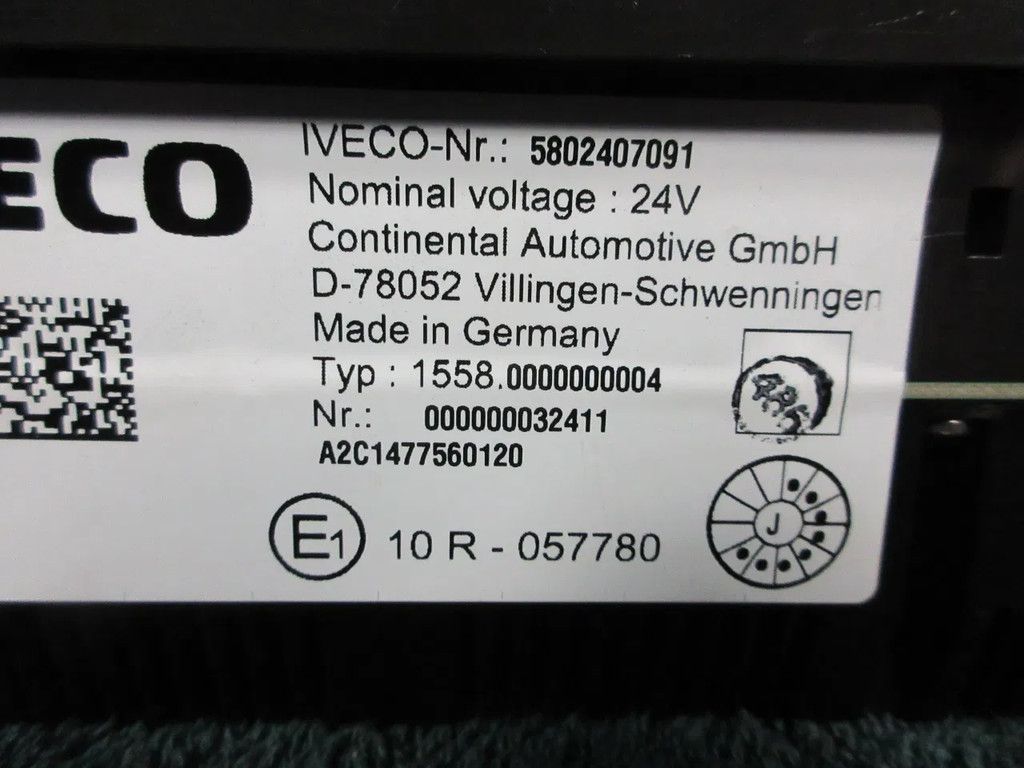 ECO
IVECO-Nr.: 5802407091
Nominal voltage : 24V
Continental Automotive GmbH
D-78052 Villingen-Schwenningen
Made in Germany
Typ : 1558.0000000004
Nr.: 000000032411
A2C1477560120
E1 10 R - 057780
J